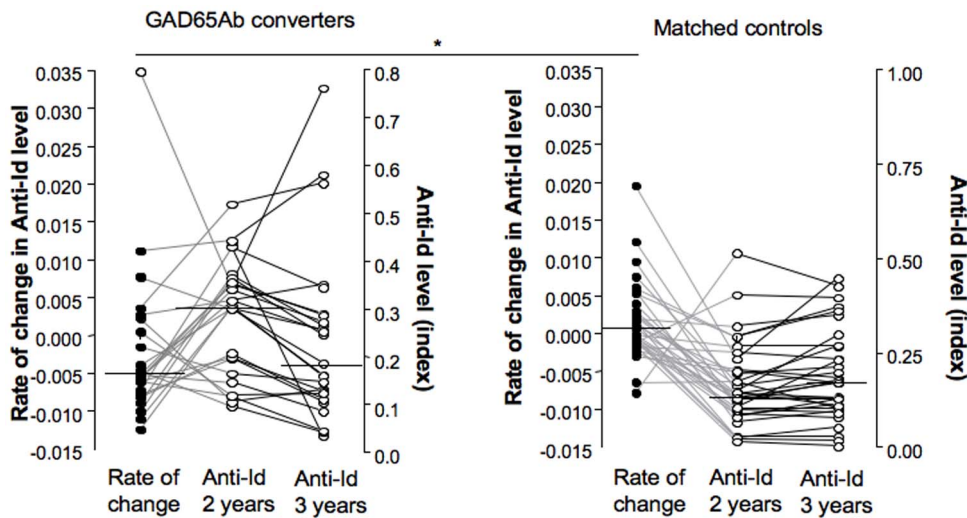 GAD65Ab converters
Matched controls
*
Rate of change in Anti-Id level
0.035
0.030
0.025
0.020
0.015
0.010
0.005
0.000
-0.005
-0.010
-0.015
0.8
0.7
0.6
0.5
0.4
0.3
0.2
0.1
0.0
Anti-Id level (index)
Rate of
change
Anti-Id
2 years
Anti-Id
3 years
Rate of change in Anti-Id level
0.035
0.030
0.025
0.020
0.015
0.010
0.005
0.000
-0.005
-0.010
-0.015
1.00
0.75
0.50
0.25
0.00
Anti-Id level (index)
Rate of
change
Anti-Id
2 years
Anti-Id
3 years